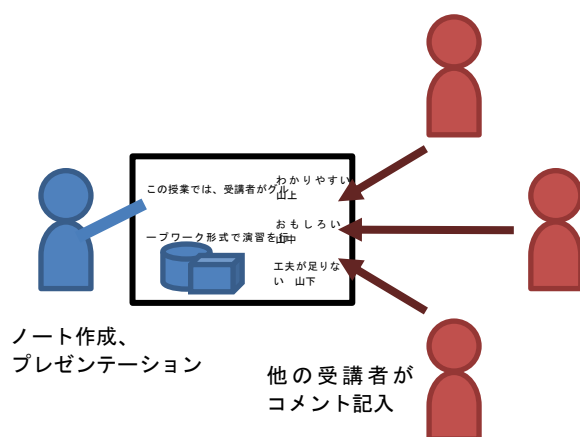 この授業では、受講者がグル
ープワーク形式で演習を行
わかりやすい
山上
おもしろい
山中
工夫が足りな
い 山下
ノート作成、
プレゼンテーション
他の受講者が
コメント記入